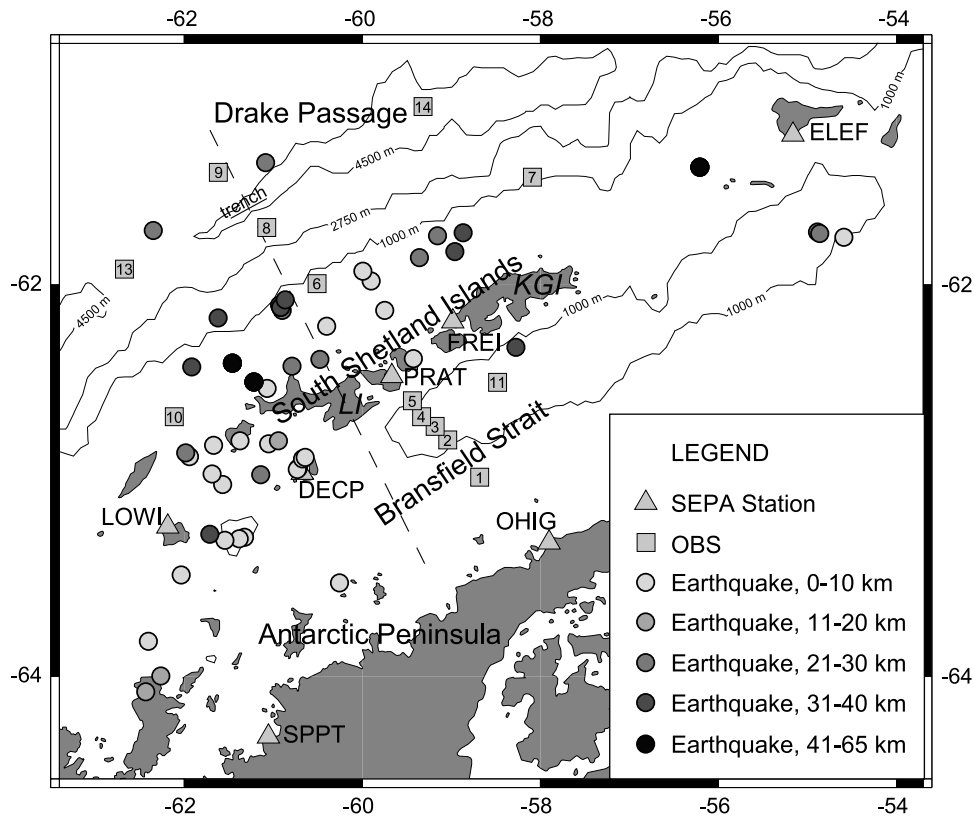 -62 -60 -58 -56 -54
1000 m
14
Drake Passage
4500 m
ELEF
9
7
trench
2750 m
8
1000 m
-62
13
6
-62
KGI
4500 m
1000 m
South Shetland Islands
FREI
PRAT
11
LI
5
4
10
3
2
Bransfield Strait
1
DECP
LOWI
OHIG
Antarctic Peninsula
-64
-64
SPPT
LEGEND
SEPA Station
OBS
Earthquake, 0-10 km
Earthquake, 11-20 km
Earthquake, 21-30 km
Earthquake, 31-40 km
Earthquake, 41-65 km
-62 -60 -58 -56 -54